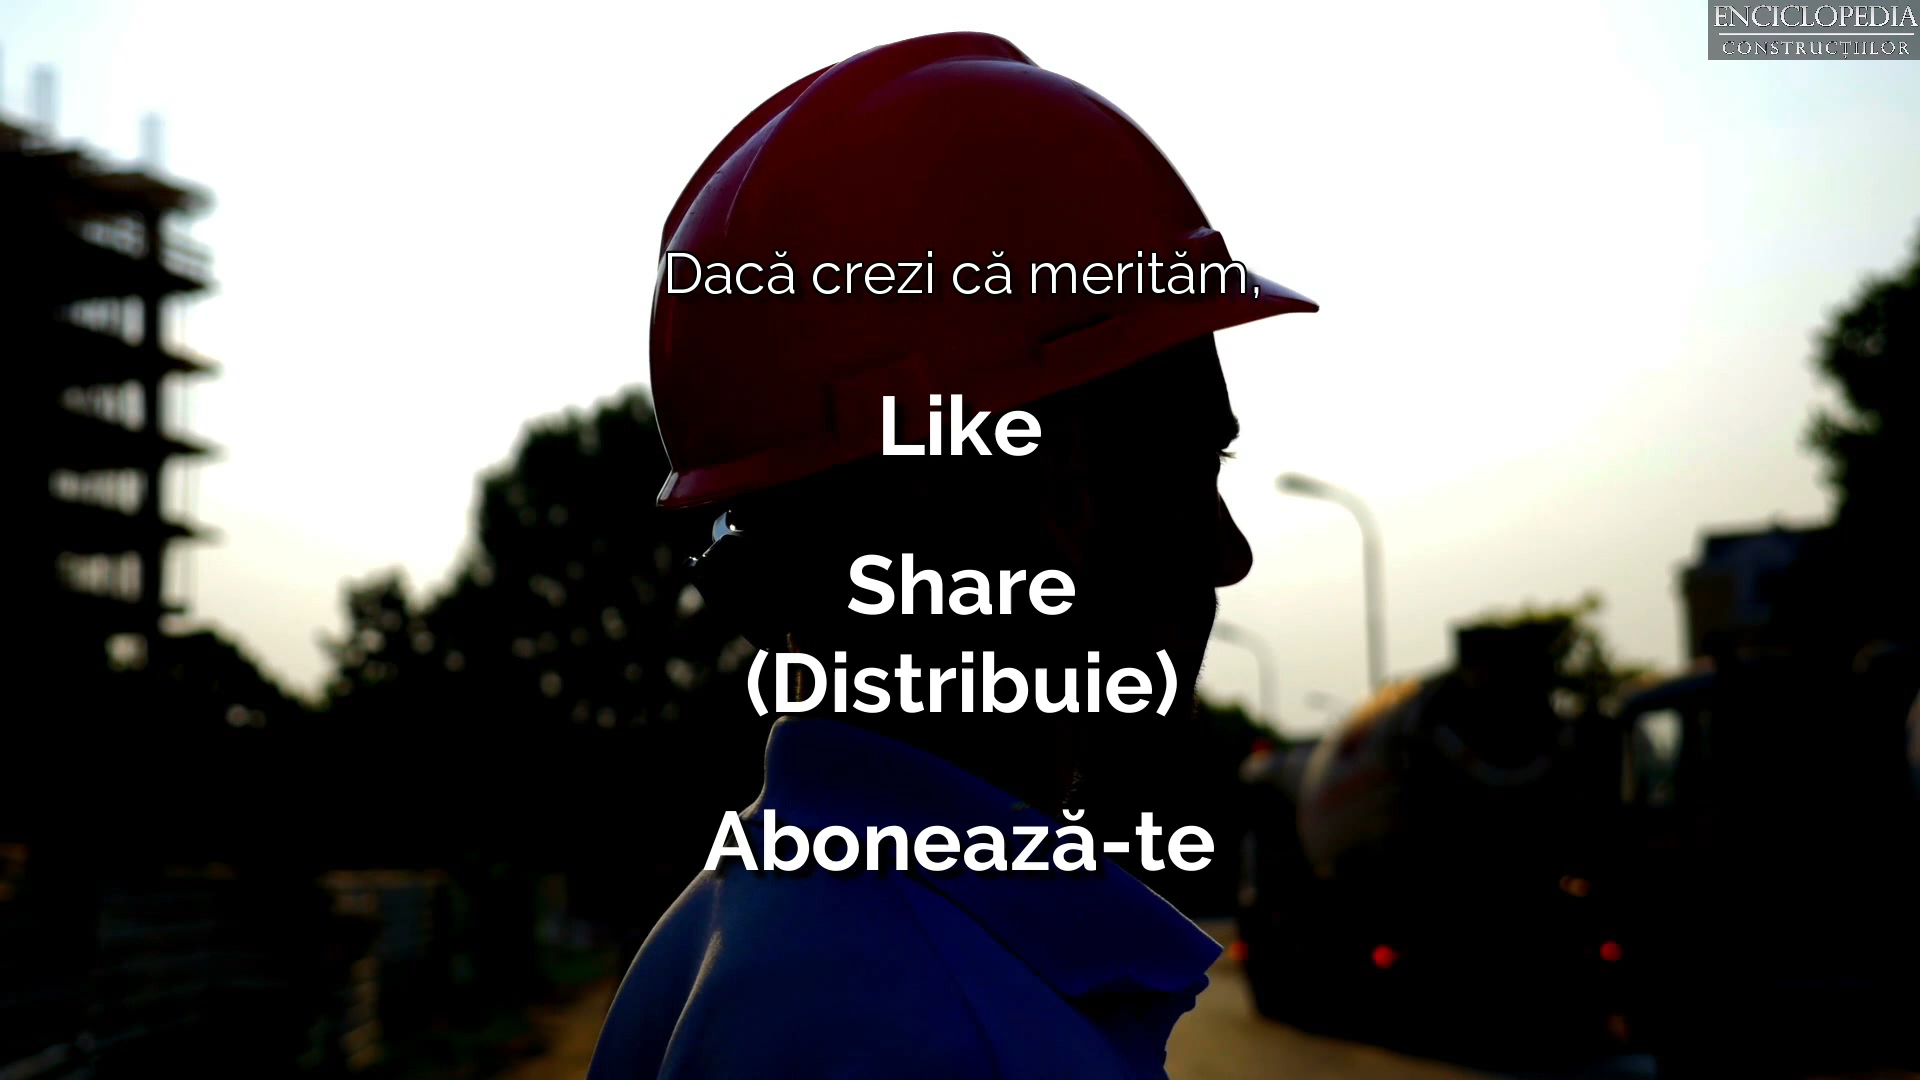 ENCICLOPEDIA
CONSTRUCȚIILOR
Dacă crezi că merităm,
Like
Share
(Distribuie)
Abonează-te